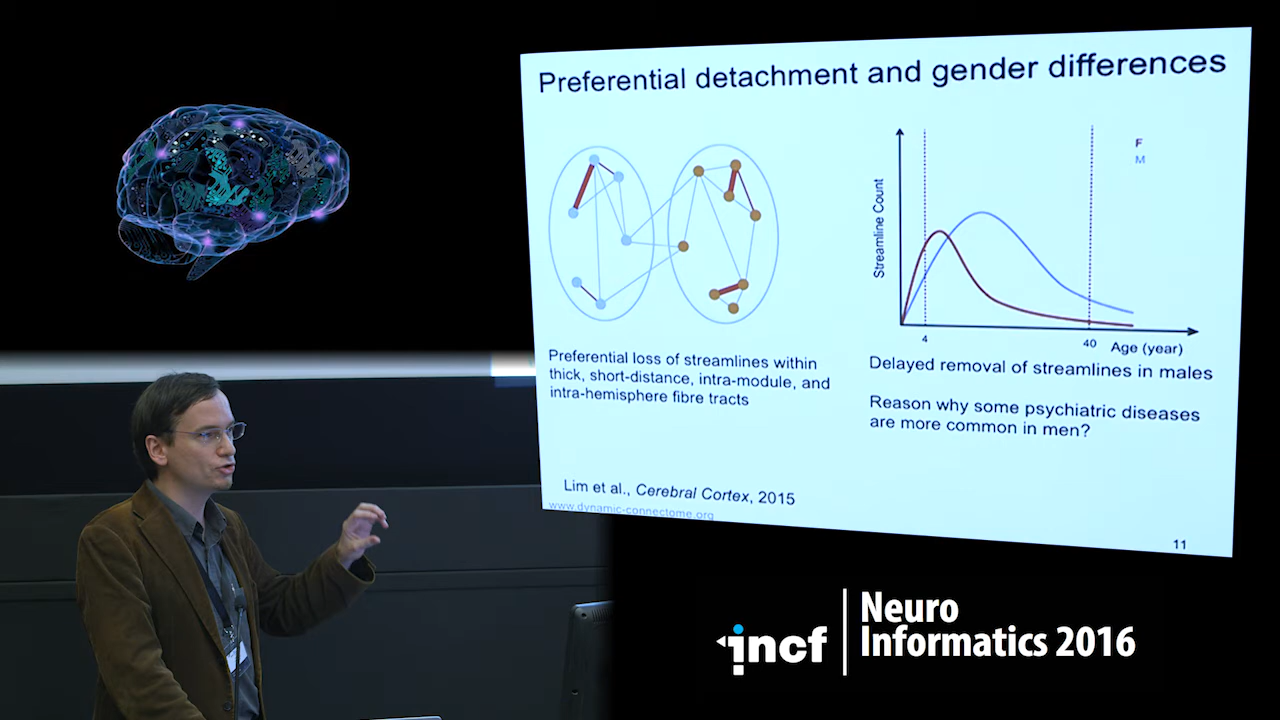 Preferential detachment and gender differences
F
M
Streamline Count
4
40
Age (year)
Preferential loss of streamlines within
thick, short-distance, intra-module, and
intra-hemisphere fibre tracts
Delayed removal of streamlines in males
Reason why some psychiatric diseases
are more common in men?
Lim et al., Cerebral Cortex, 2015
www.dynamic-connectome.org
11
incf
Neuro
Informatics 2016